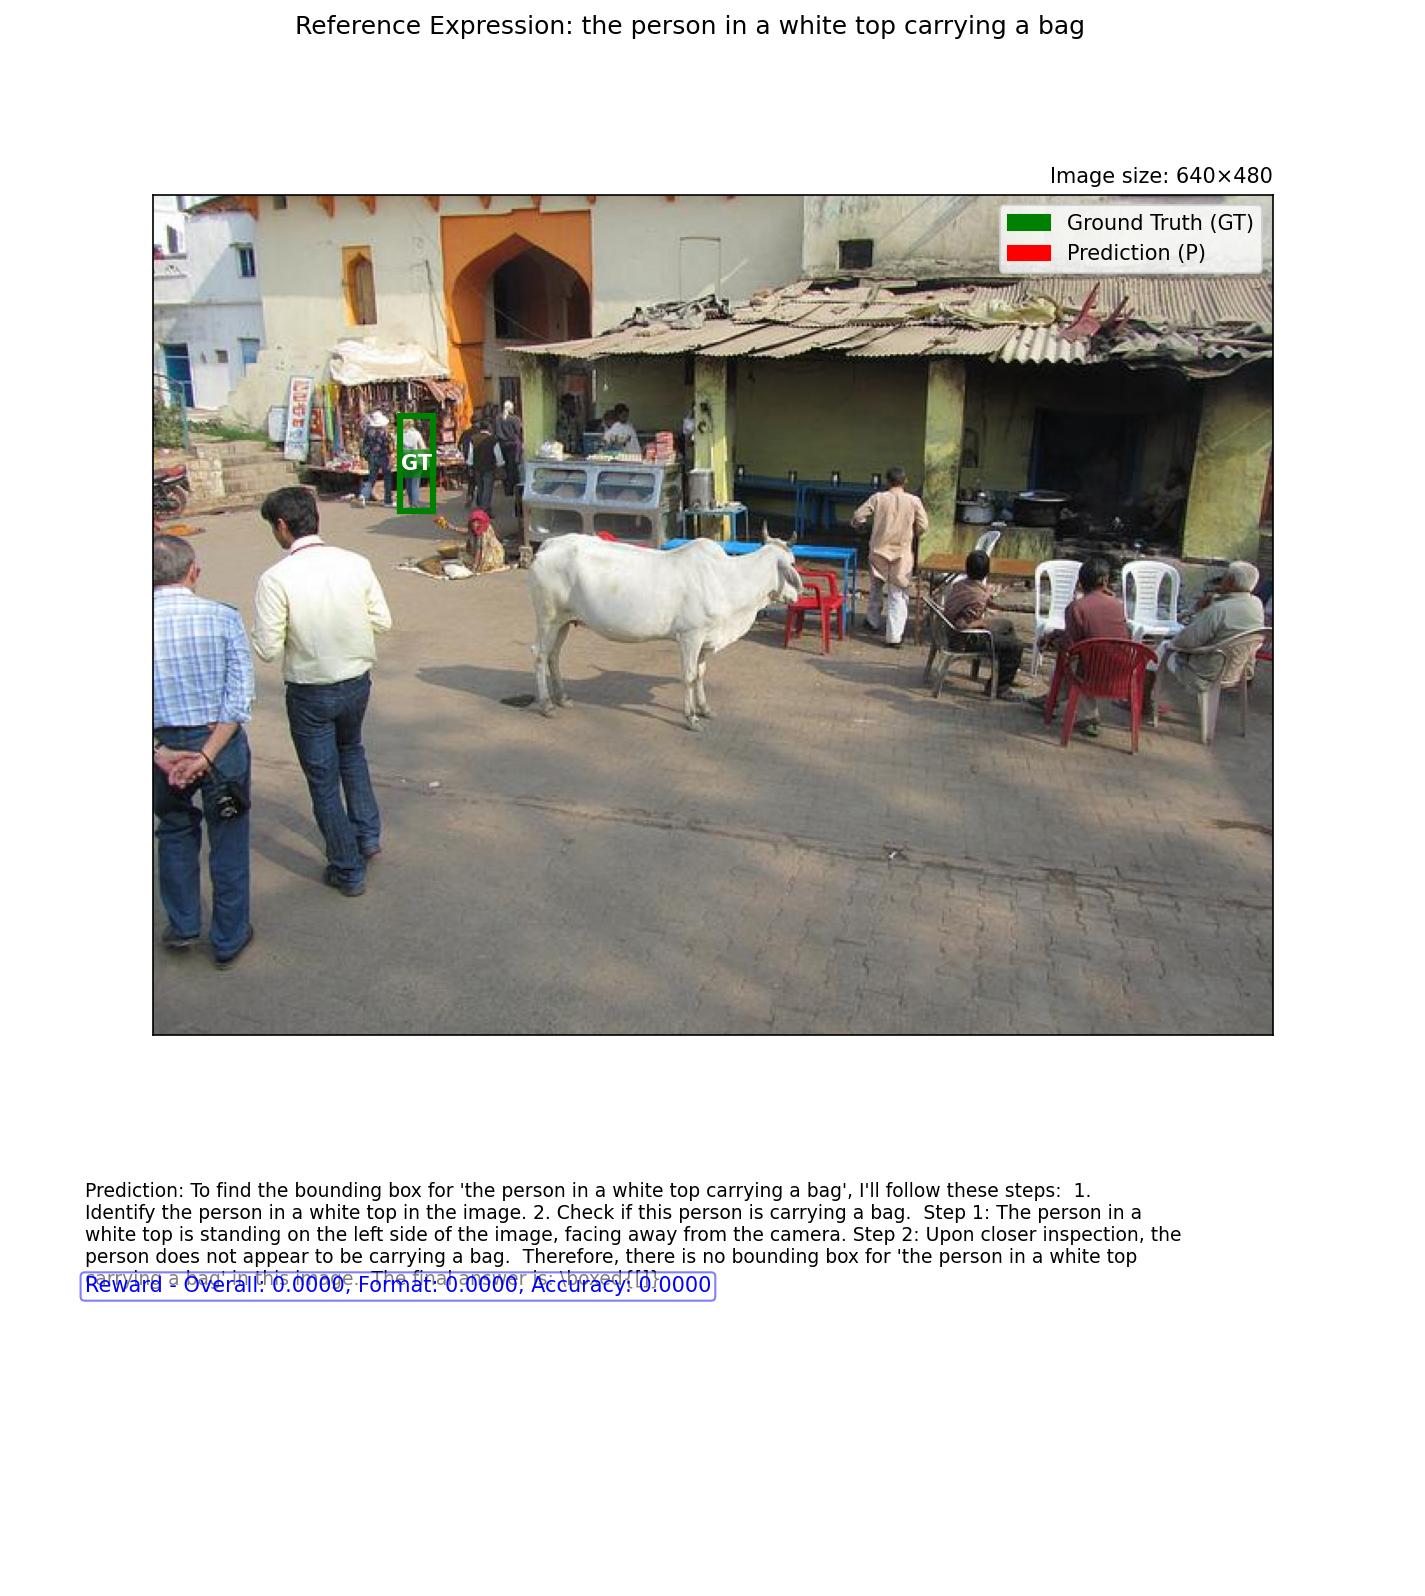 Reference Expression: the person in a white top carrying a bag
Image size: 640×480
Ground Truth (GT)
Prediction (P)
GT
Prediction: To find the bounding box for 'the person in a white top carrying a bag', I'll follow these steps:  1.
Identify the person in a white top in the image. 2. Check if this person is carrying a bag.  Step 1: The person in a
white top is standing on the left side of the image, facing away from the camera. Step 2: Upon closer inspection, the
person does not appear to be carrying a bag.  Therefore, there is no bounding box for 'the person in a white top
carrying a bag' in this image.  The final answer is: \boxed{[]}
Reward - Overall: 0.0000, Format: 0.0000, Accuracy: 0.0000